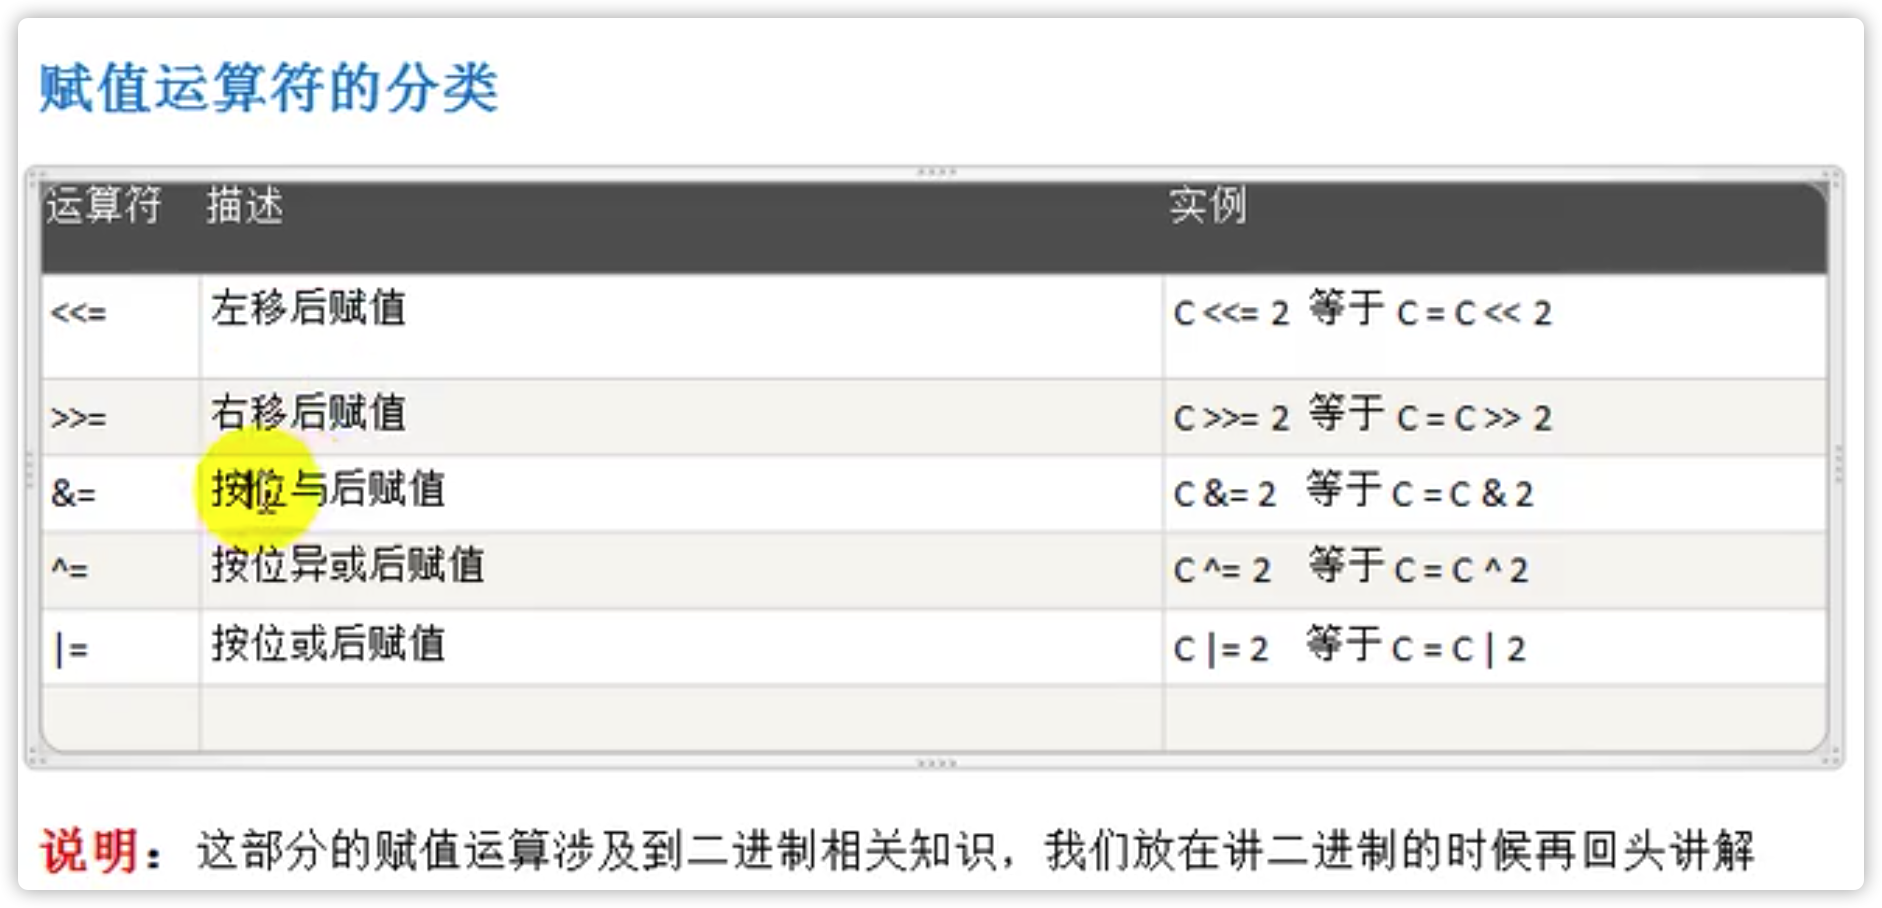 赋值运算符的分类
运算符 描述 实例
<<= 左移后赋值 C <<= 2 等于 C = C << 2
>>= 右移后赋值 C >>= 2 等于 C = C >> 2
&= 按位与后赋值 C &= 2 等于 C = C & 2
^= 按位异或后赋值 C ^= 2 等于 C = C ^ 2
|= 按位或后赋值 C |= 2 等于 C = C | 2
说明：这部分的赋值运算涉及到二进制相关知识，我们放在讲二进制的时候再回头讲解